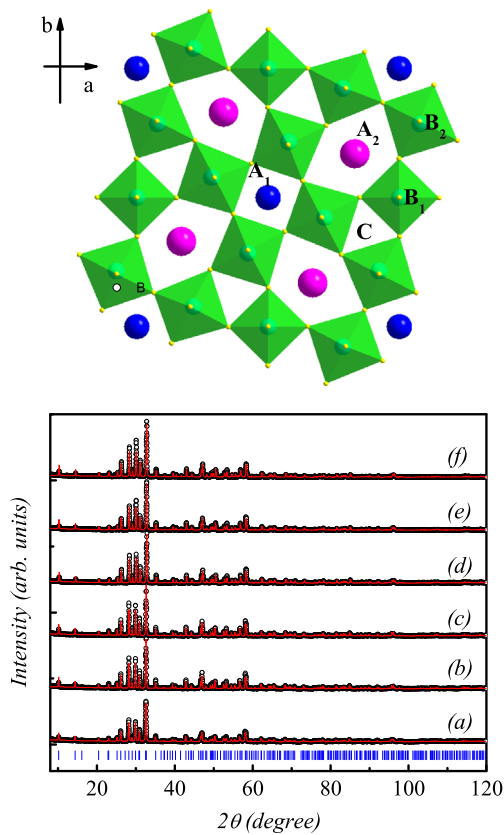 b
a
A₂
B₂
A₁
B₁
C
B
Intensity (arb. units)
(f)
(e)
(d)
(c)
(b)
(a)
20 40 60 80 100 120
2θ (degree)